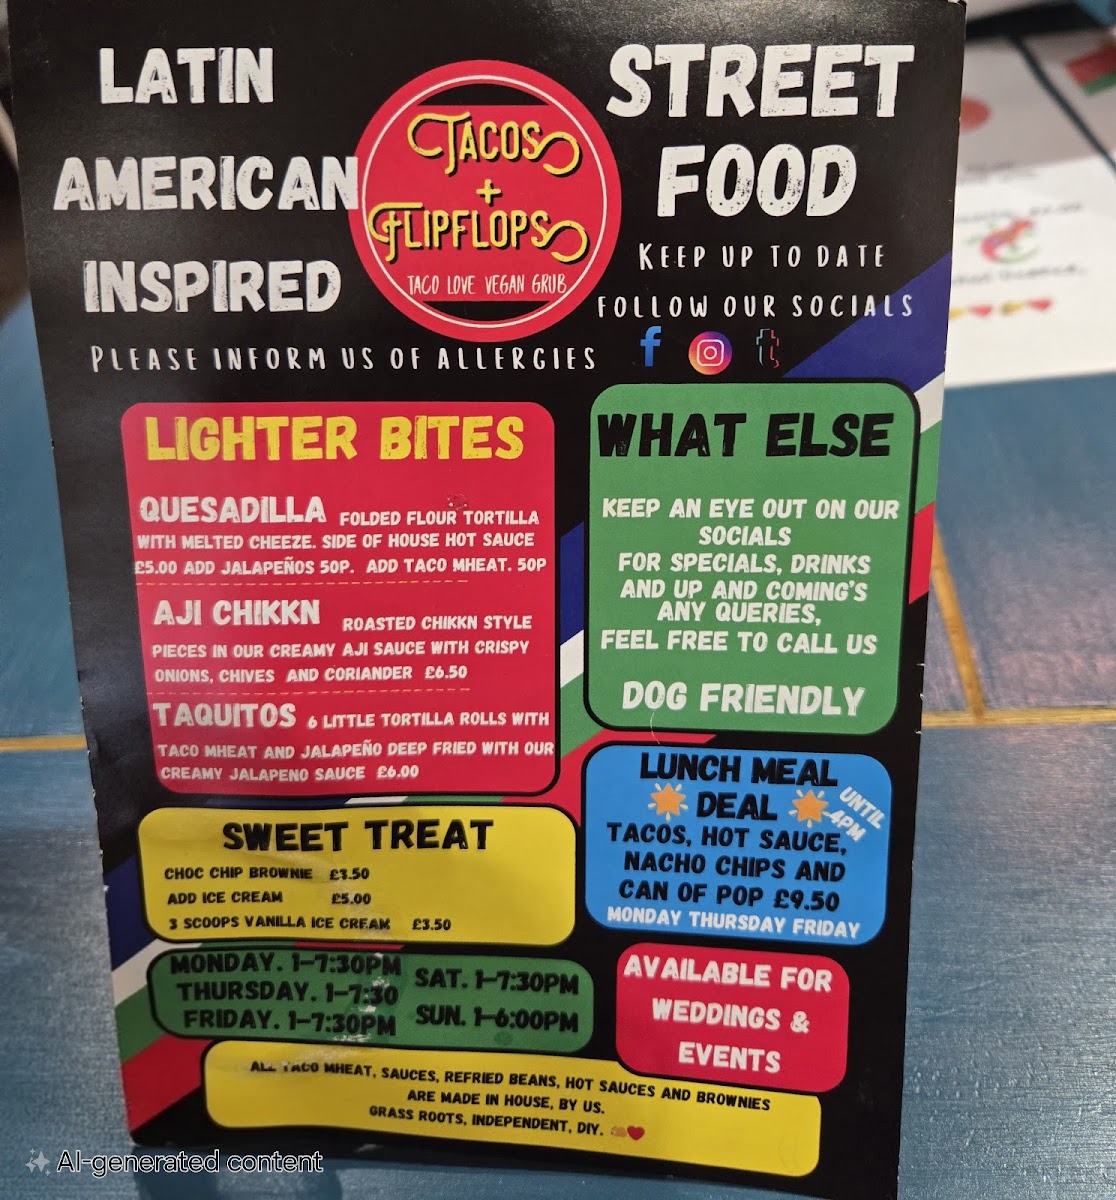 LATIN
AMERICAN
INSPIRED
TACOS
+
FLIPFLOPS
TACO LOVE VEGAN GRUB
STREET
FOOD
KEEP UP TO DATE
FOLLOW OUR SOCIALS
PLEASE INFORM US OF ALLERGIES
f
t
LIGHTER BITES
QUESADILLA FOLDED FLOUR TORTILLA
WITH MELTED CHEEZE. SIDE OF HOUSE HOT SAUCE
£5.00 ADD JALAPEÑOS 50P. ADD TACO MHEAT. 50P
AJI CHIKKN ROASTED CHIKKN STYLE
PIECES IN OUR CREAMY AJI SAUCE WITH CRISPY
ONIONS, CHIVES AND CORIANDER £6.50
TAQUITOS 6 LITTLE TORTILLA ROLLS WITH
TACO MHEAT AND JALAPEÑO DEEP FRIED WITH OUR
CREAMY JALAPENO SAUCE £6.00
WHAT ELSE
KEEP AN EYE OUT ON OUR
SOCIALS
FOR SPECIALS, DRINKS
AND UP AND COMING'S
ANY QUERIES,
FEEL FREE TO CALL US
DOG FRIENDLY
LUNCH MEAL
DEAL
UNTIL
4PM
TACOS, HOT SAUCE,
NACHO CHIPS AND
CAN OF POP £9.50
MONDAY THURSDAY FRIDAY
SWEET TREAT
CHOC CHIP BROWNIE £3.50
ADD ICE CREAM £5.00
3 SCOOPS VANILLA ICE CREAM £3.50
MONDAY. 1-7:30PM
THURSDAY. 1-7:30
FRIDAY. 1-7:30PM
SAT. 1-7:30PM
SUN. 1-6:00PM
AVAILABLE FOR
WEDDINGS &
EVENTS
ALL TACO MHEAT, SAUCES, REFRIED BEANS, HOT SAUCES AND BROWNIES
ARE MADE IN HOUSE, BY US.
GRASS ROOTS, INDEPENDENT, DIY.
AI-generated content